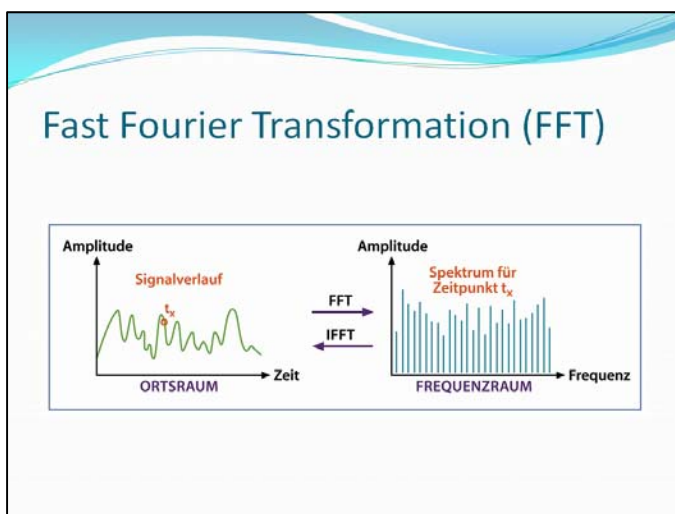 Fast Fourier Transformation (FFT)
Amplitude
Signalverlauf
tx
Zeit
ORTSRAUM
FFT
IFFT
Amplitude
Spektrum für
Zeitpunkt tx
Frequenz
FREQUENZRAUM